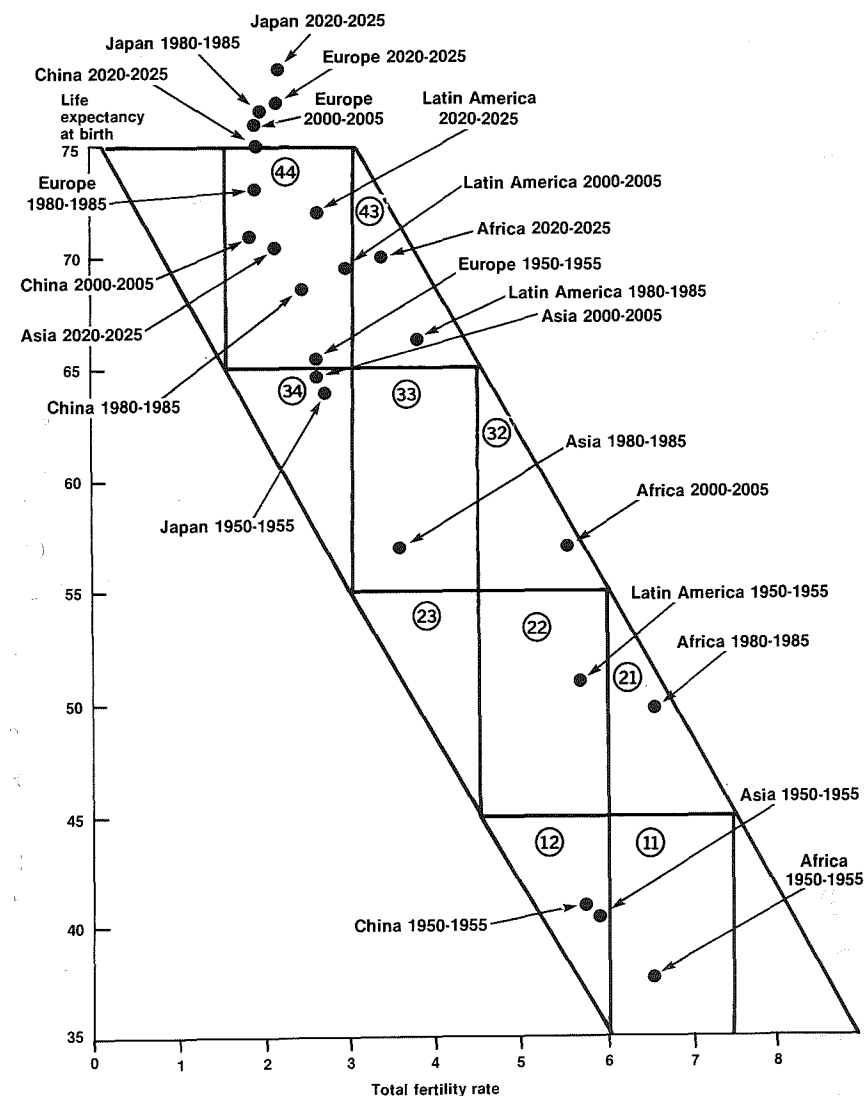 Japan 2020-2025
Japan 1980-1985
Europe 2020-2025
China 2020-2025
Life
expectancy
at birth
Europe
2000-2005
Latin America
2020-2025
75
44
Europe
1980-1985
Latin America 2000-2005
43
Africa 2020-2025
70
Europe 1950-1955
China 2000-2005
Latin America 1980-1985
Asia 2000-2005
Asia 2020-2025
65
34
33
China 1980-1985
32
Asia 1980-1985
60
Africa 2000-2005
Japan 1950-1955
55
Latin America 1950-1955
23
22
Africa 1980-1985
21
50
Asia 1950-1955
45
12
11
Africa
1950-1955
China 1950-1955
40
35
0
1
2
3
4
5
6
7
8
Total fertility rate